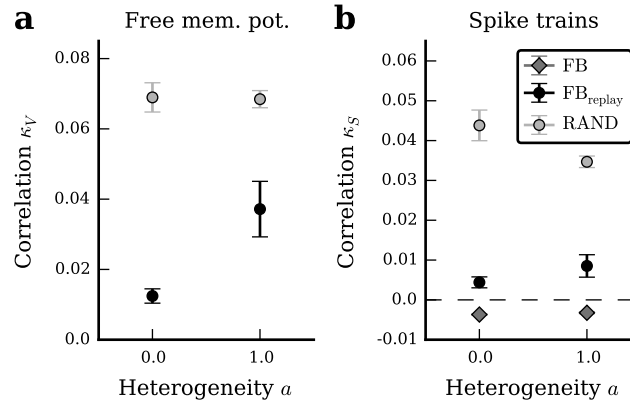 a
Free mem. pot.
0.08
0.06
0.04
0.02
0.0
Correlation κV
0.0
1.0
Heterogeneity a
b
Spike trains
0.06
0.05
0.04
0.03
0.02
0.01
0.0
-0.01
Correlation κS
FB
FBreplay
RAND
0.0
1.0
Heterogeneity a